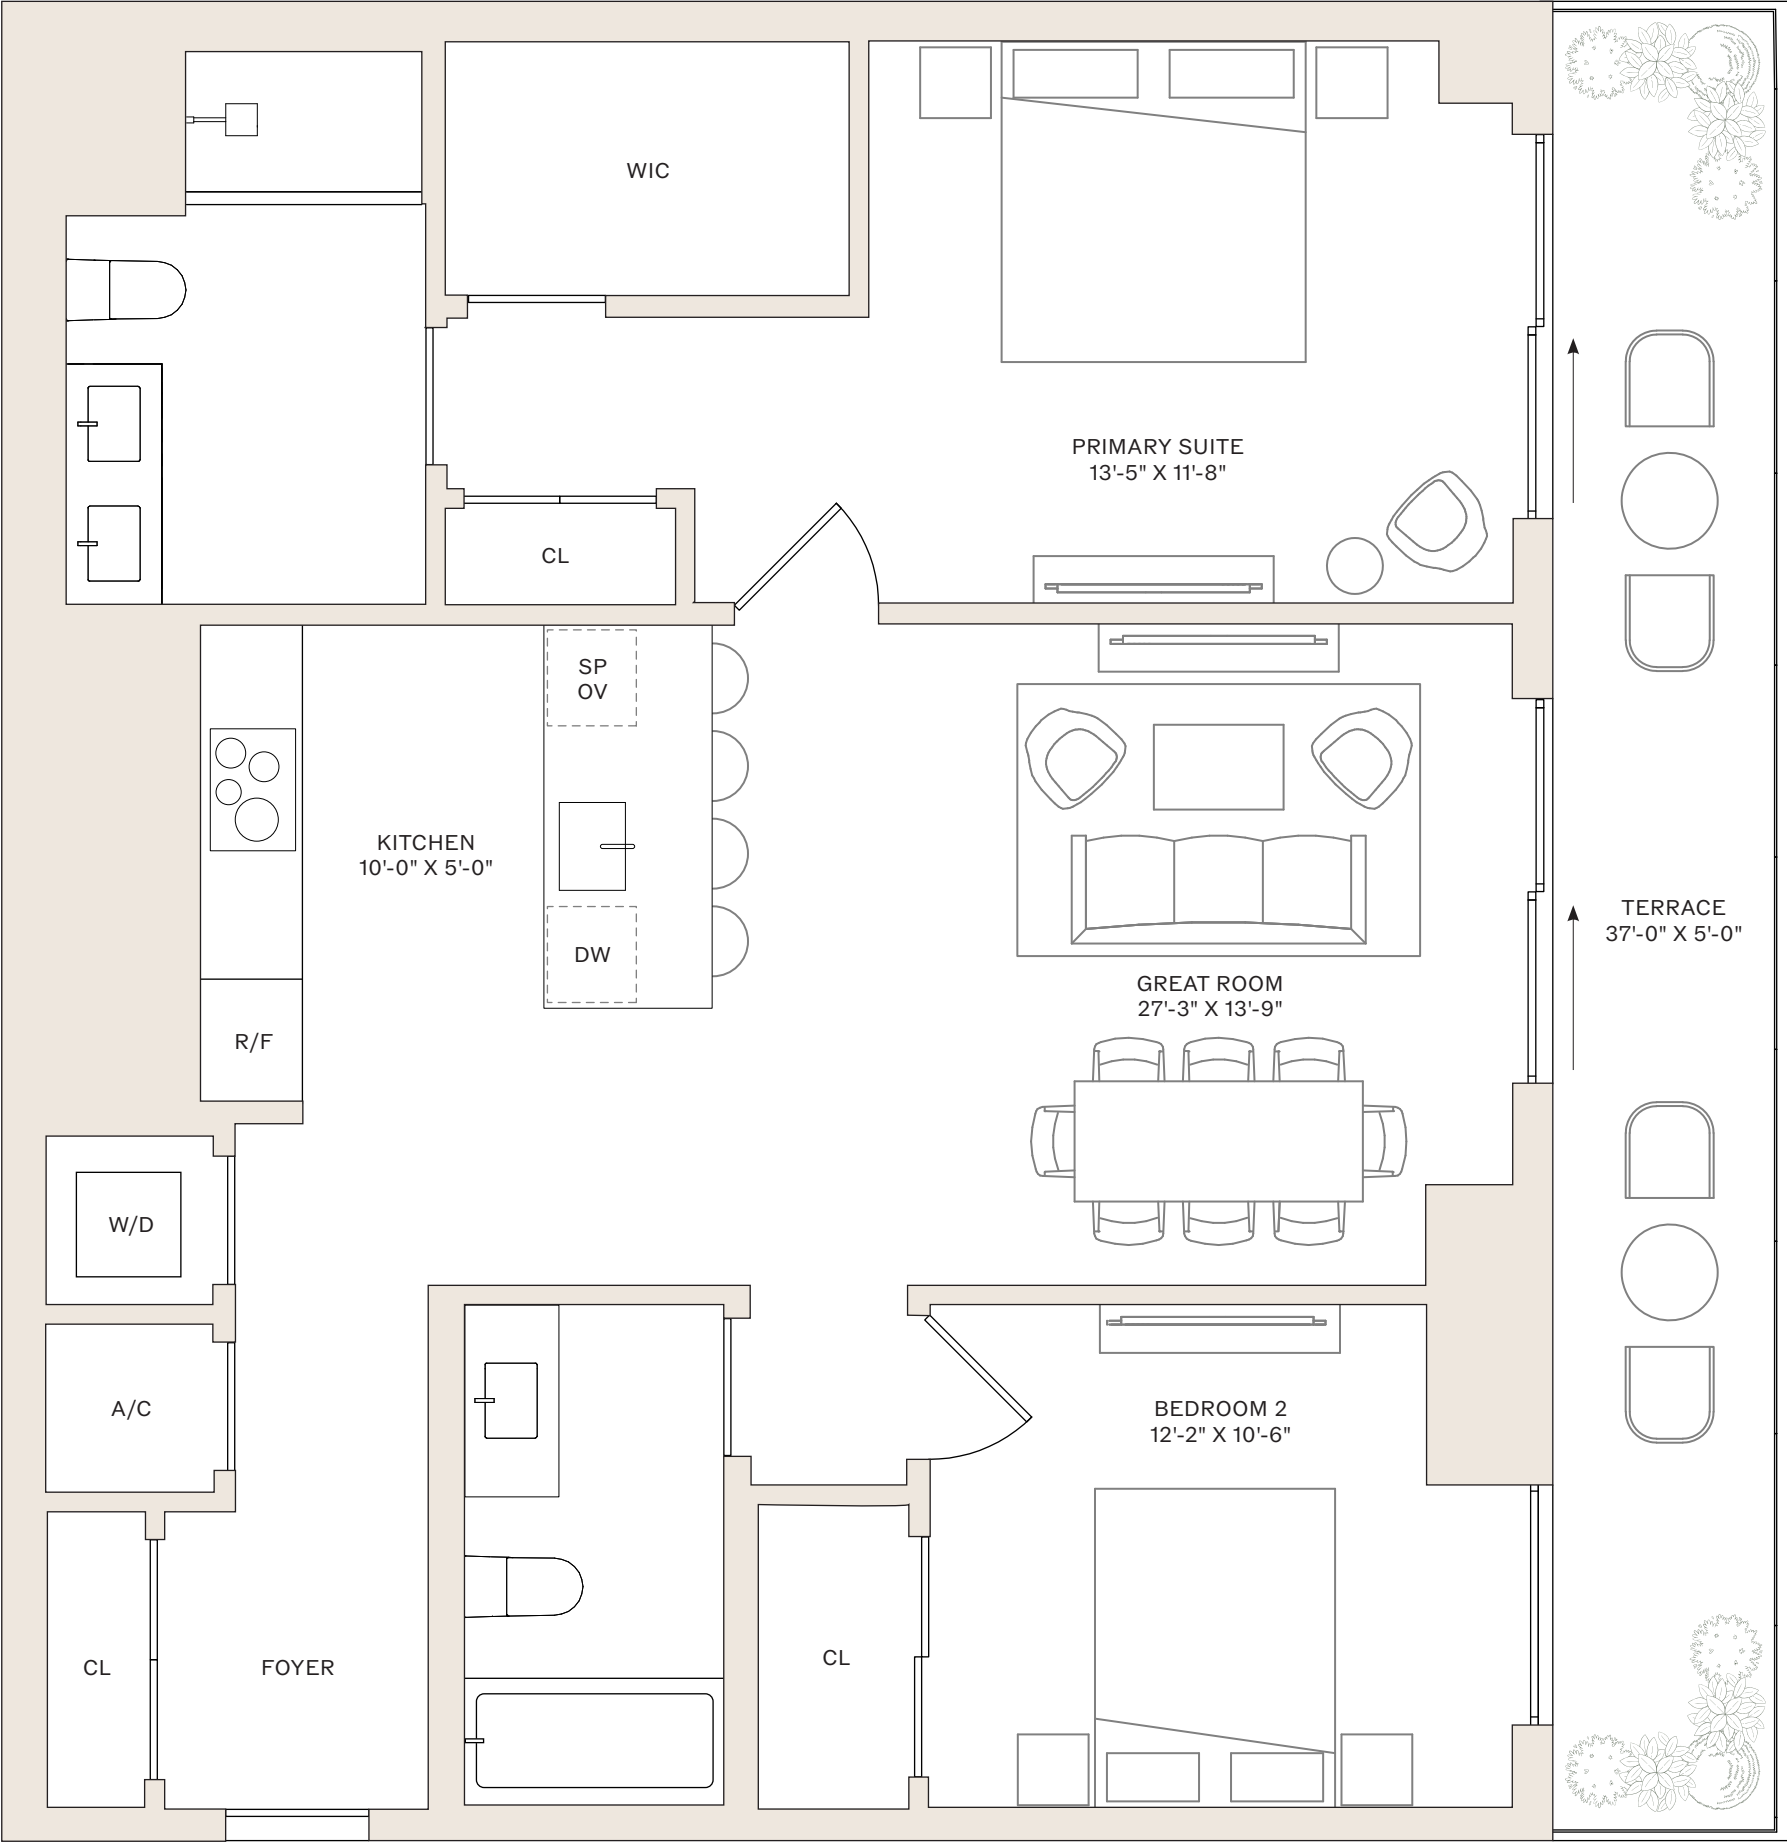 WIC
PRIMARY SUITE
13'-5" X 11'-8"
CL
SP
OV
KITCHEN
10'-0" X 5'-0"
DW
TERRACE
37'-0" X 5'-0"
GREAT ROOM
27'-3" X 13'-9"
R/F
W/D
A/C
BEDROOM 2
12'-2" X 10'-6"
CL
FOYER
CL